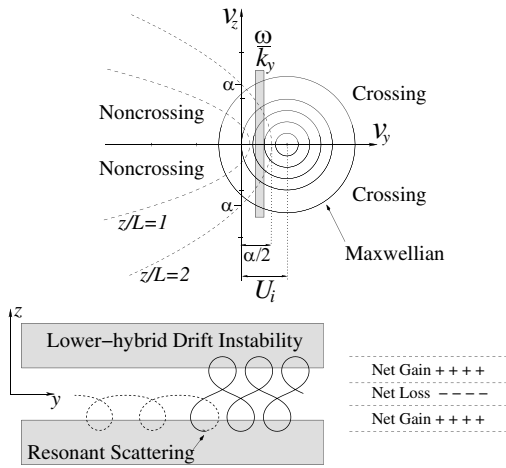 v_z
ω
k_y
α
Crossing
Noncrossing
v_y
Noncrossing
Crossing
α
z/L=1
α/2
Maxwellian
z/L=2
U_i
z
Lower−hybrid Drift Instability
Net Gain + + + +
y
Net Loss − − − −
Net Gain + + + +
Resonant Scattering